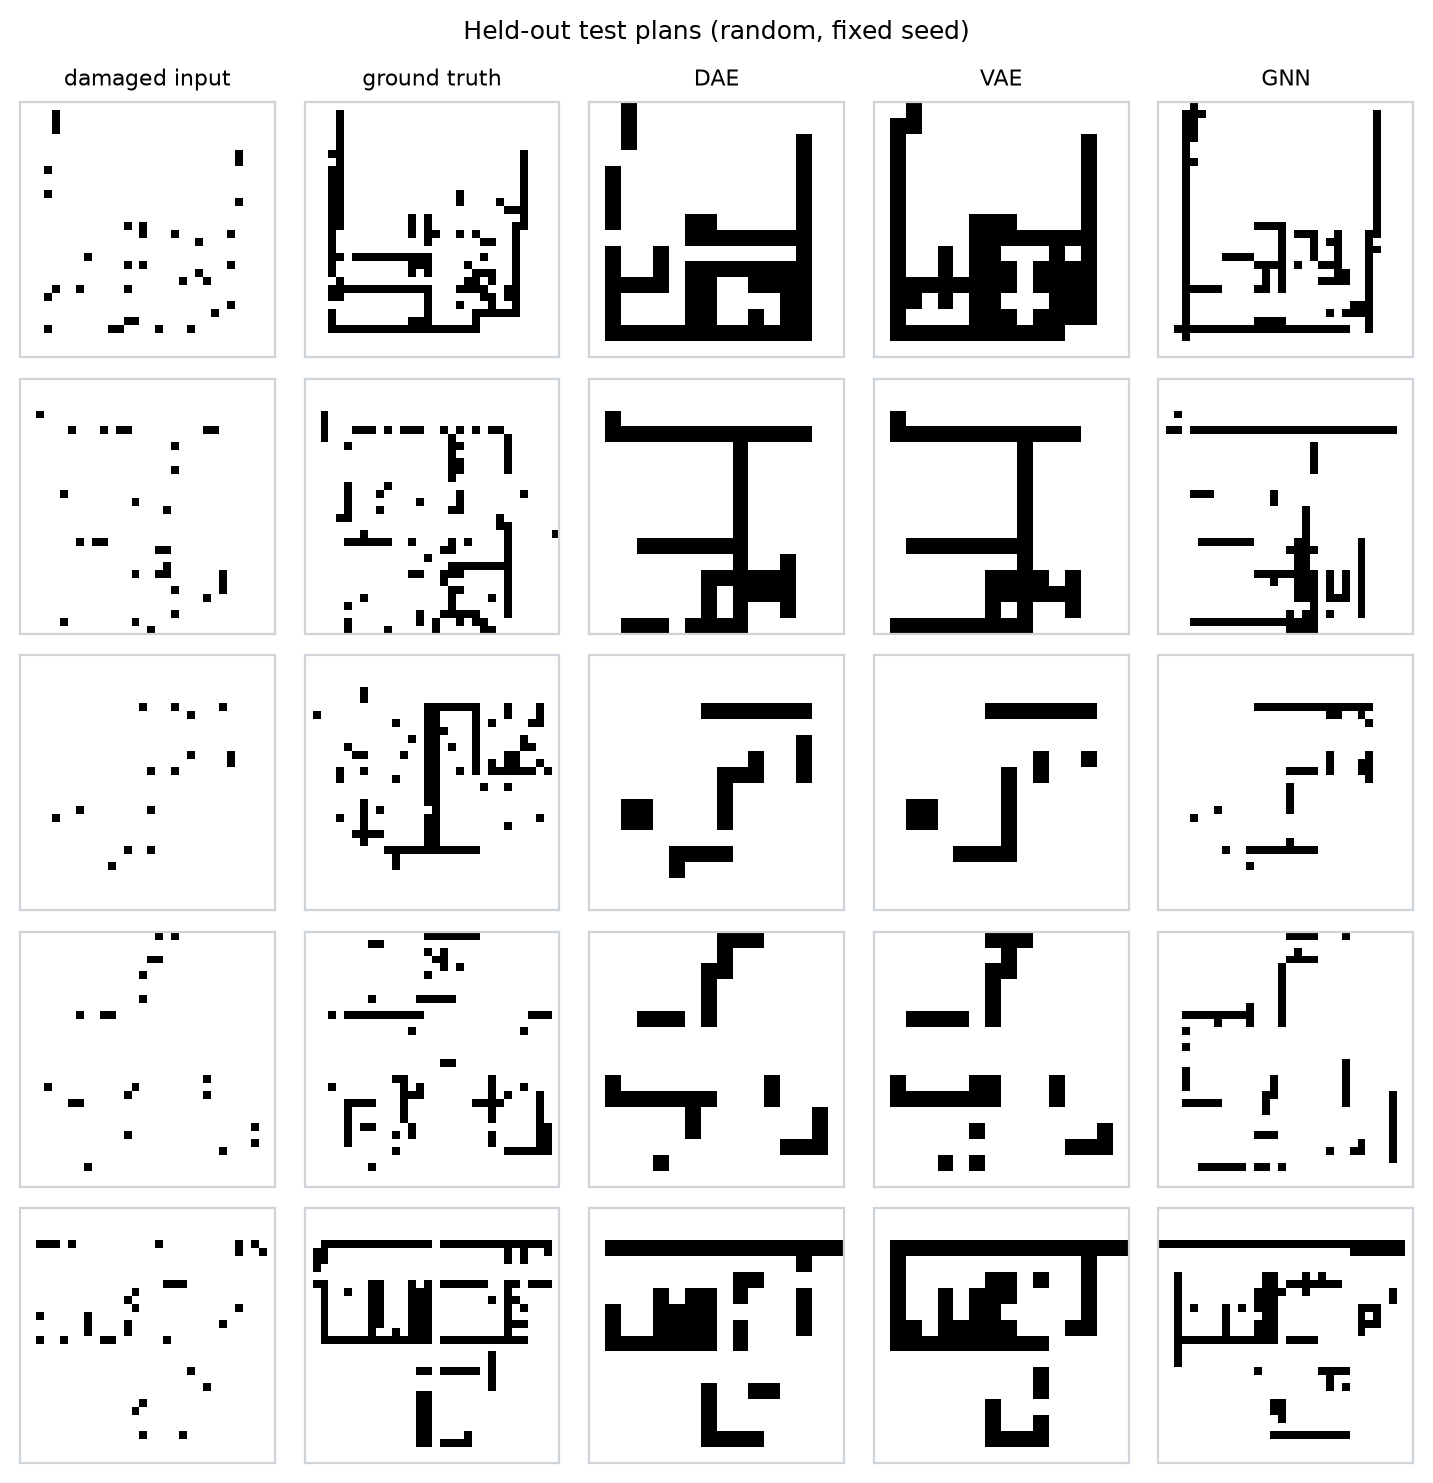 Held-out test plans (random, fixed seed)
damaged input
ground truth
DAE
VAE
GNN